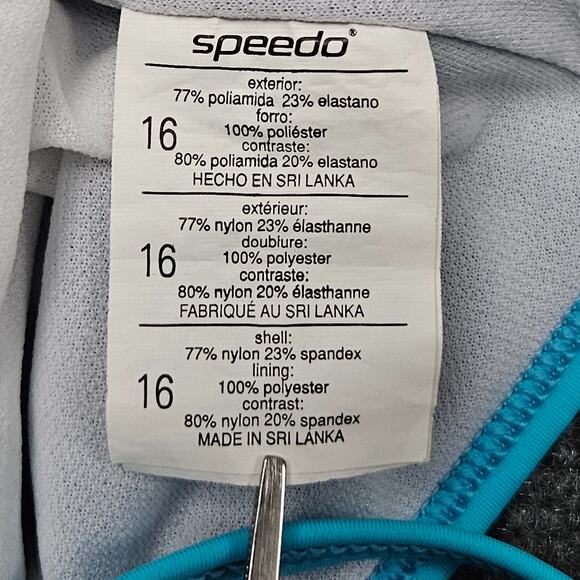 speedo®
exterior:
77% poliamida 23% elastano
forro:
16 100% poliéster
contraste:
80% poliamida 20% elastano
HECHO EN SRI LANKA
extérieur:
77% nylon 23% élasthanne
doublure:
16 100% polyester
contraste:
80% nylon 20% élasthanne
FABRIQUÉ AU SRI LANKA
shell:
77% nylon 23% spandex
lining:
16 100% polyester
contrast:
80% nylon 20% spandex
MADE IN SRI LANKA